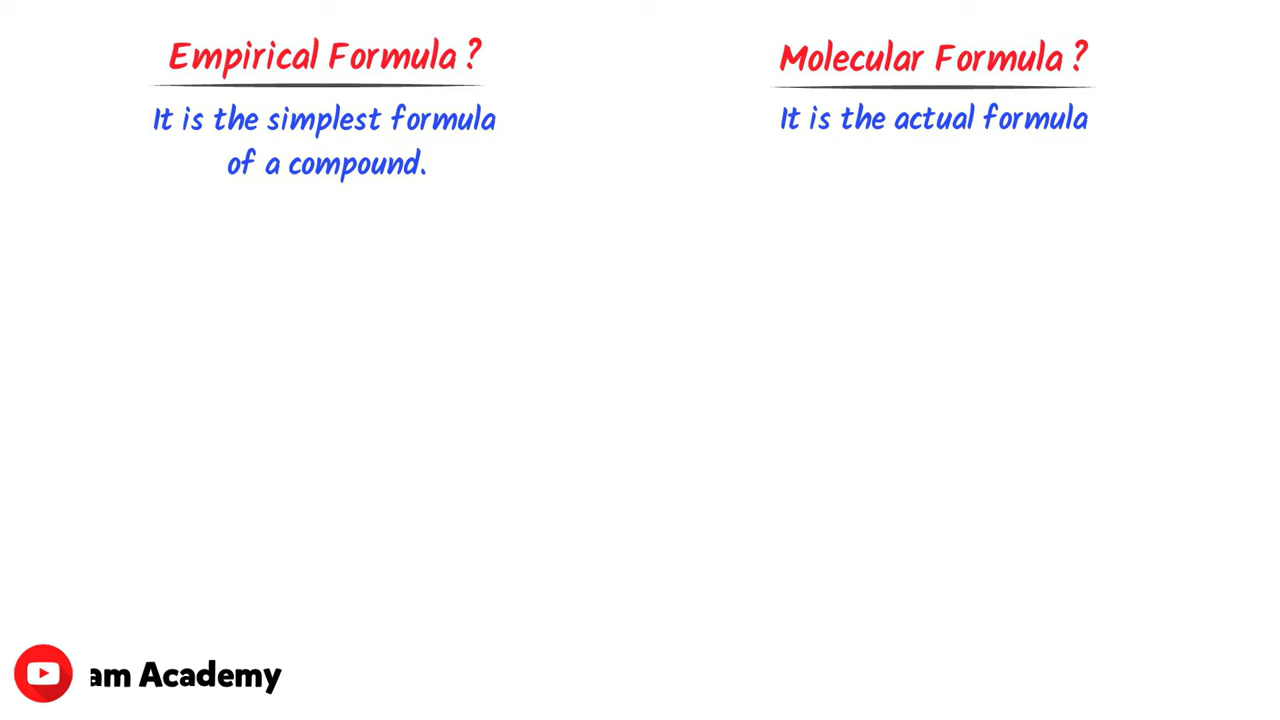 Empirical Formula ?
It is the simplest formula
of a compound.
Molecular Formula ?
It is the actual formula
am Academy